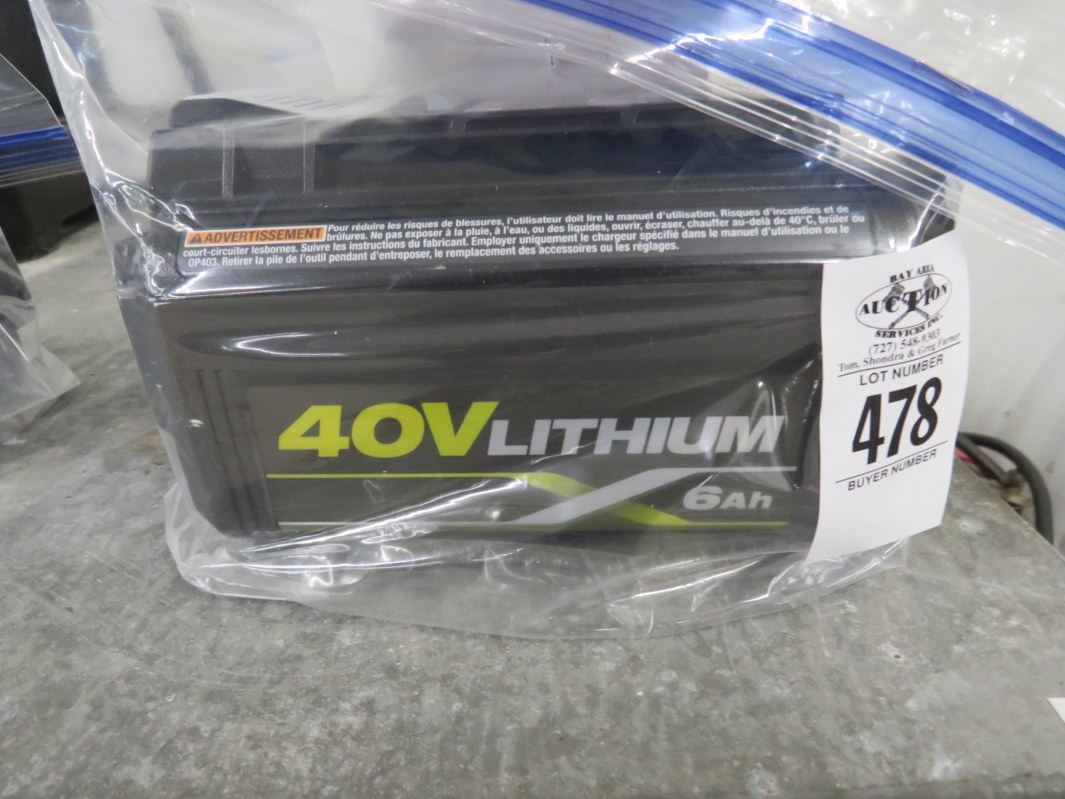 ⚠ ADVERTISSEMENT Pour réduire les risques de blessures, l'utilisateur doit lire le manuel d'utilisation. Risques d'incendies et de
brûlures. Ne pas exposer à la pluie, à l'eau, ou des liquides, ouvrir, écraser, chauffer au-delà de 40°C, brûler ou
court-circuiter lesbornes. Suivre les instructions du fabricant. Employer uniquement le chargeur spécifié dans le manuel d'utilisation ou le
OP403. Retirer la pile de l'outil pendant d'entreposer, le remplacement des accessoires ou les réglages.
40V LITHIUM
6Ah
BAY AREA
AUCTION
SERVICES INC.
(727) 548-9303
Tom, Shondra & Greg Farner
LOT NUMBER
478
BUYER NUMBER